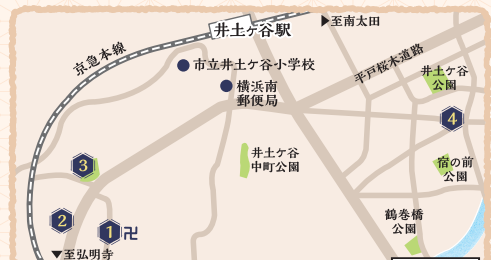 井土ヶ谷駅
▶至南太田
京急本線
市立井土ヶ谷小学校
平戸桜木道路
横浜南
郵便局
井土ケ谷
公園
4
井土ケ谷
中町公園
宿の前
公園
3
鶴巻橋
公園
2
1
卍
▼至弘明寺